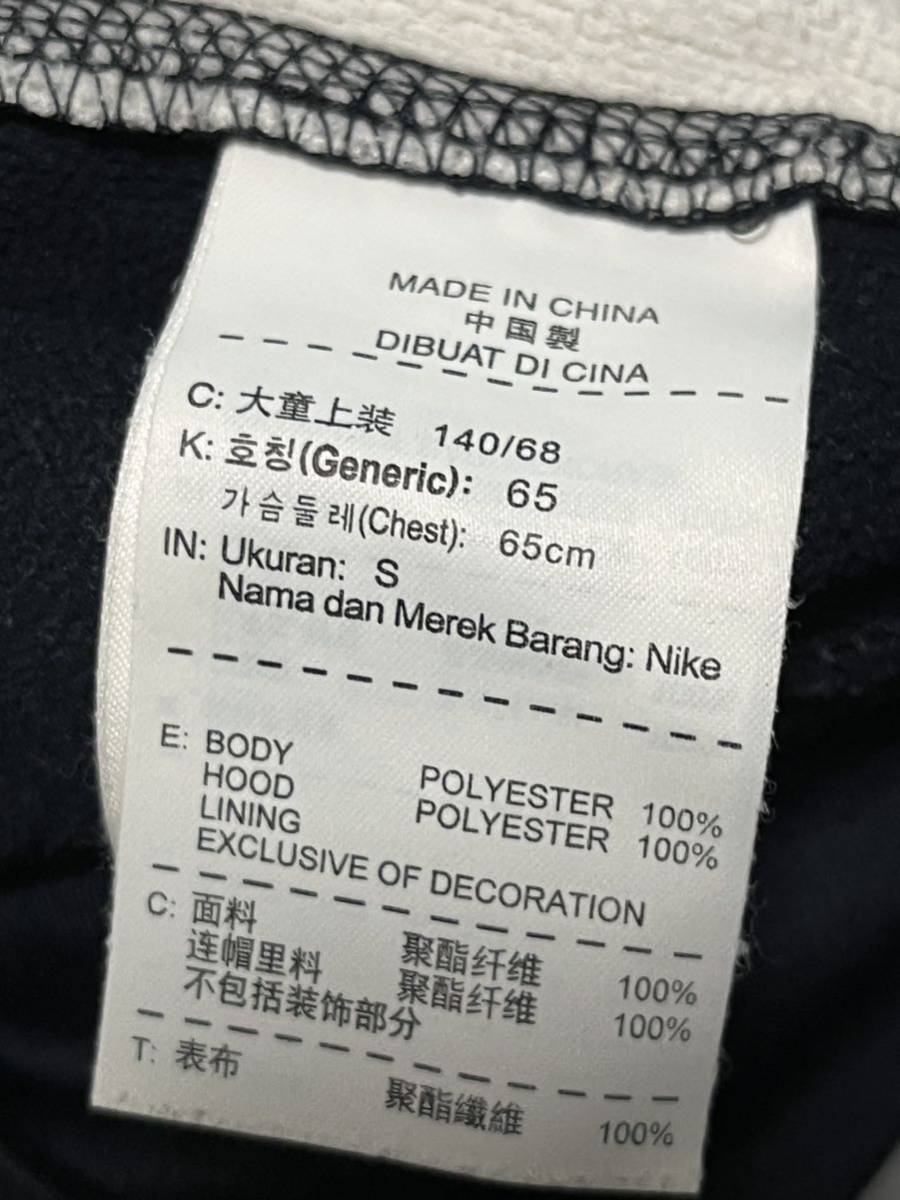 MADE IN CHINA
中国製
DIBUAT DI CINA
C: 大童上装 140/68
K: 호칭(Generic): 65
가슴둘레(Chest): 65cm
IN: Ukuran: S
Nama dan Merek Barang: Nike
E: BODY POLYESTER 100%
HOOD LINING POLYESTER 100%
EXCLUSIVE OF DECORATION
C: 面料 聚酯纤维 100%
连帽里料 聚酯纤维 100%
不包括装饰部分
T: 表布 聚酯纖維 100%